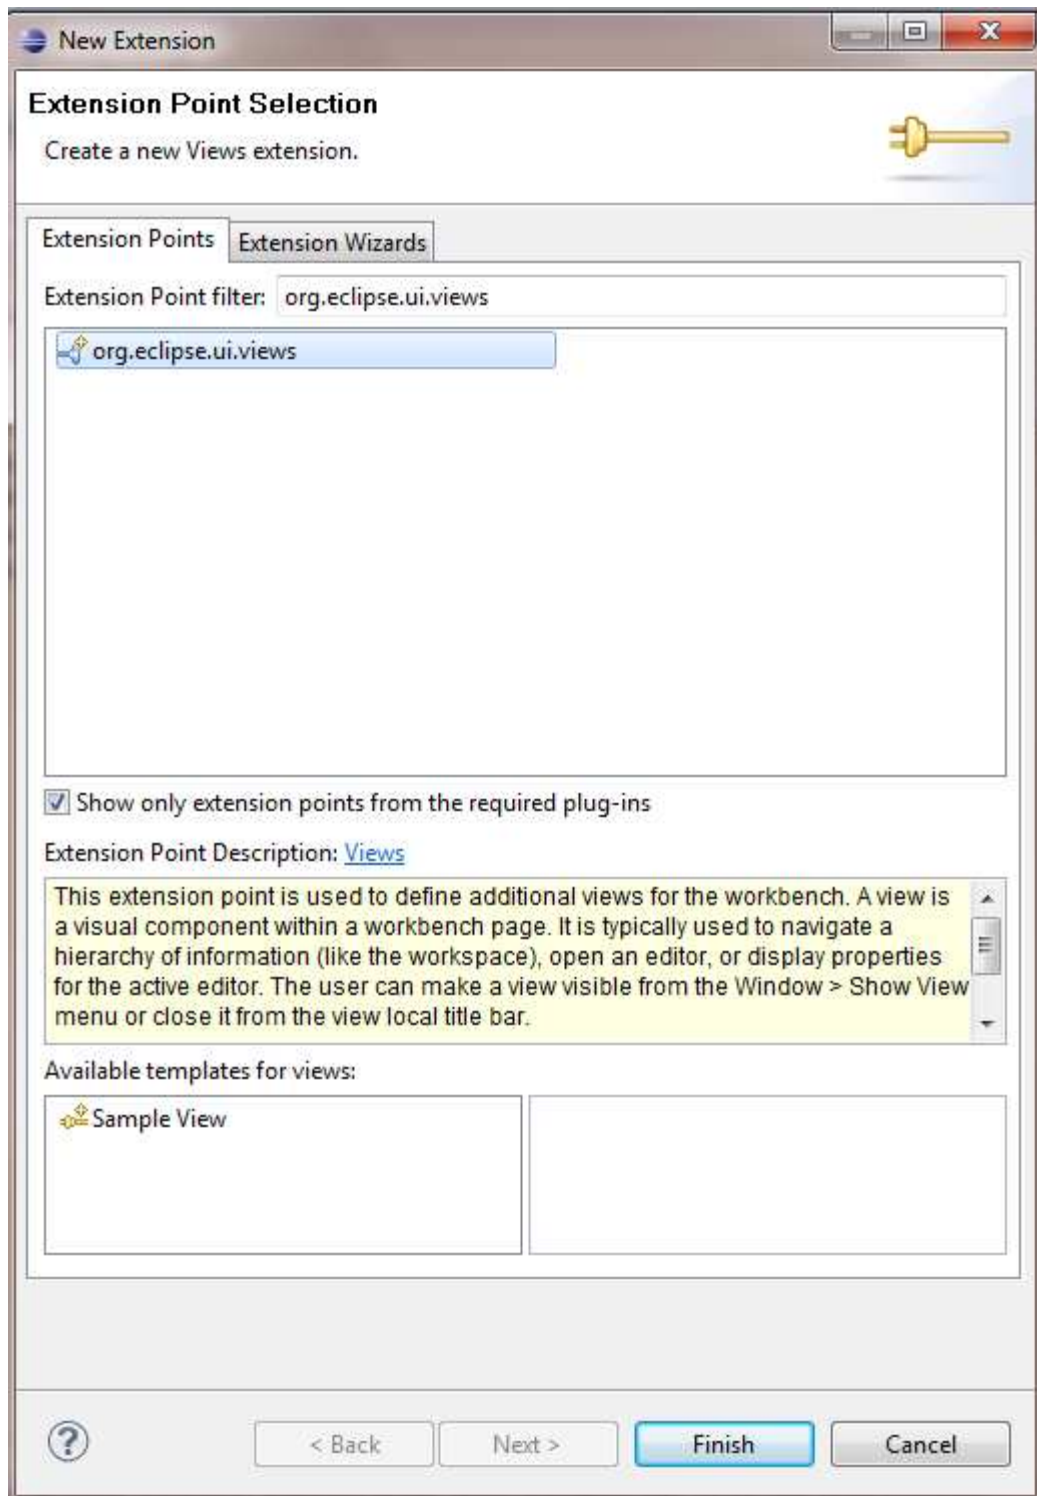 New Extension
Extension Point Selection
Create a new Views extension.
Extension Points
Extension Wizards
Extension Point filter: org.eclipse.ui.views
org.eclipse.ui.views
Show only extension points from the required plug-ins
Extension Point Description: Views
This extension point is used to define additional views for the workbench. A view is
a visual component within a workbench page. It is typically used to navigate a
hierarchy of information (like the workspace), open an editor, or display properties
for the active editor. The user can make a view visible from the Window > Show View
menu or close it from the view local title bar.
Available templates for views:
Sample View
? < Back Next > Finish Cancel